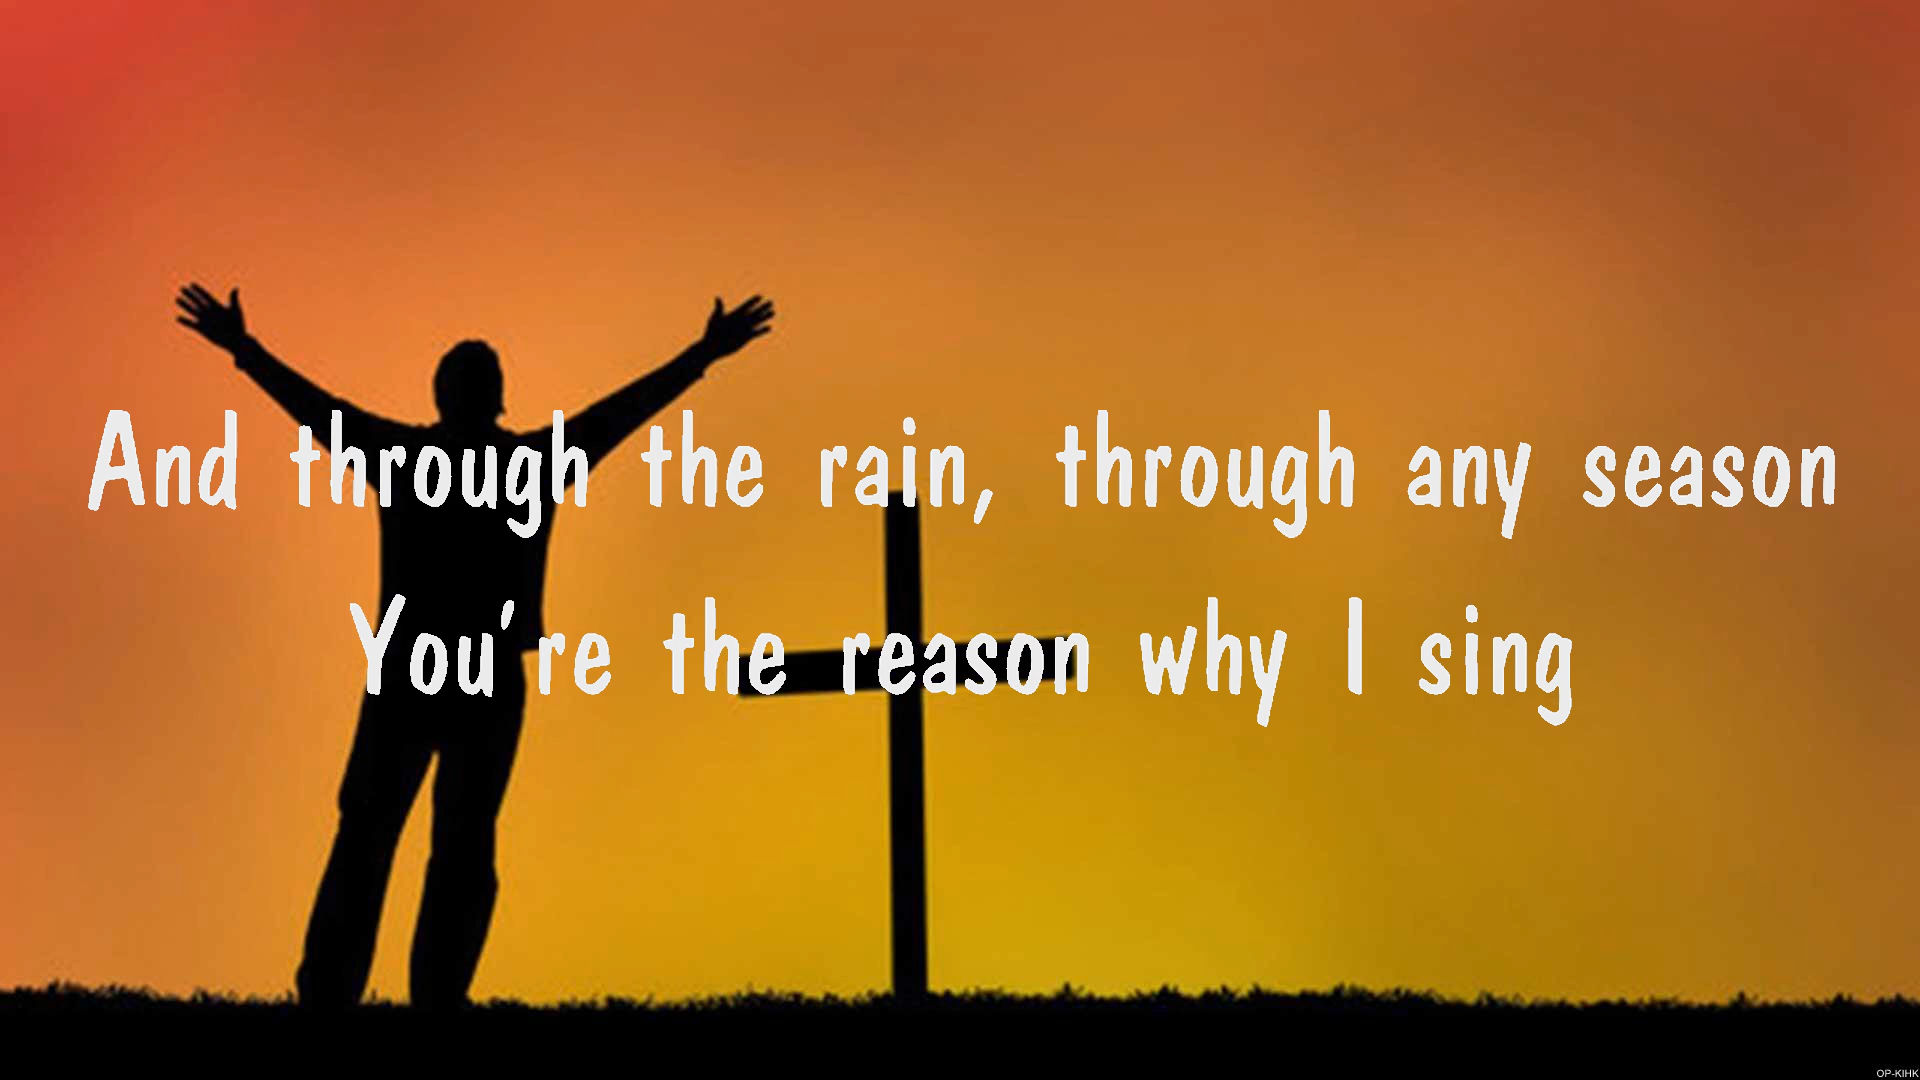 And through the rain, through any season
You're the reason why I sing
OP-KIHK